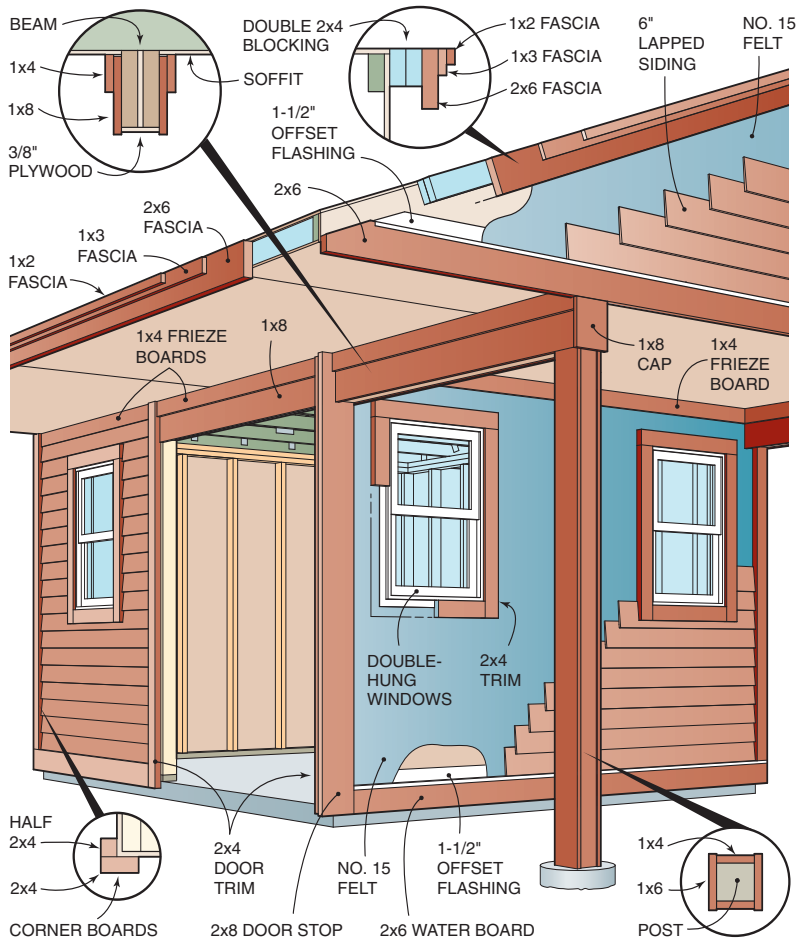 BEAM
1x4
1x8
3/8"
PLYWOOD
SOFFIT
DOUBLE 2x4
BLOCKING
1x2 FASCIA
1x3 FASCIA
2x6 FASCIA
6"
LAPPED
SIDING
NO. 15
FELT
1-1/2"
OFFSET
FLASHING
2x6
2x6
FASCIA
1x3
FASCIA
1x2
FASCIA
1x4 FRIEZE
BOARDS
1x8
1x8
CAP
1x4
FRIEZE
BOARD
DOUBLE-
HUNG
WINDOWS
2x4
TRIM
HALF
2x4
2x4
CORNER BOARDS
2x4
DOOR
TRIM
2x8 DOOR STOP
NO. 15
FELT
1-1/2"
OFFSET
FLASHING
2x6 WATER BOARD
1x4
1x6
POST